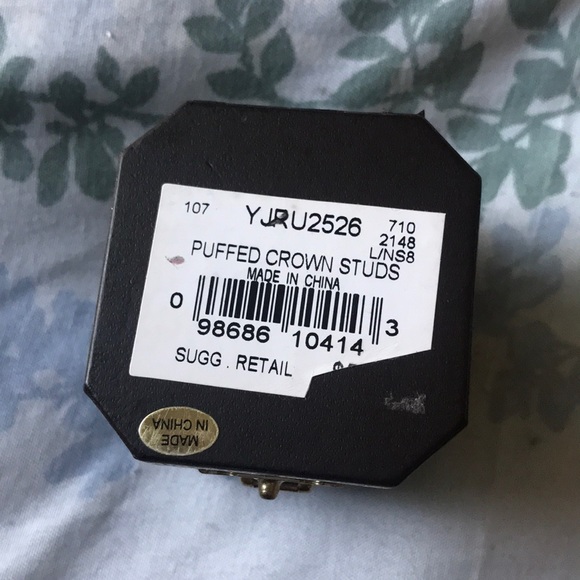 107 YJRU2526 710
2148
L/NS8
PUFFED CROWN STUDS
MADE IN CHINA
0 98686 10414 3
SUGG. RETAIL
MADE
IN CHINA